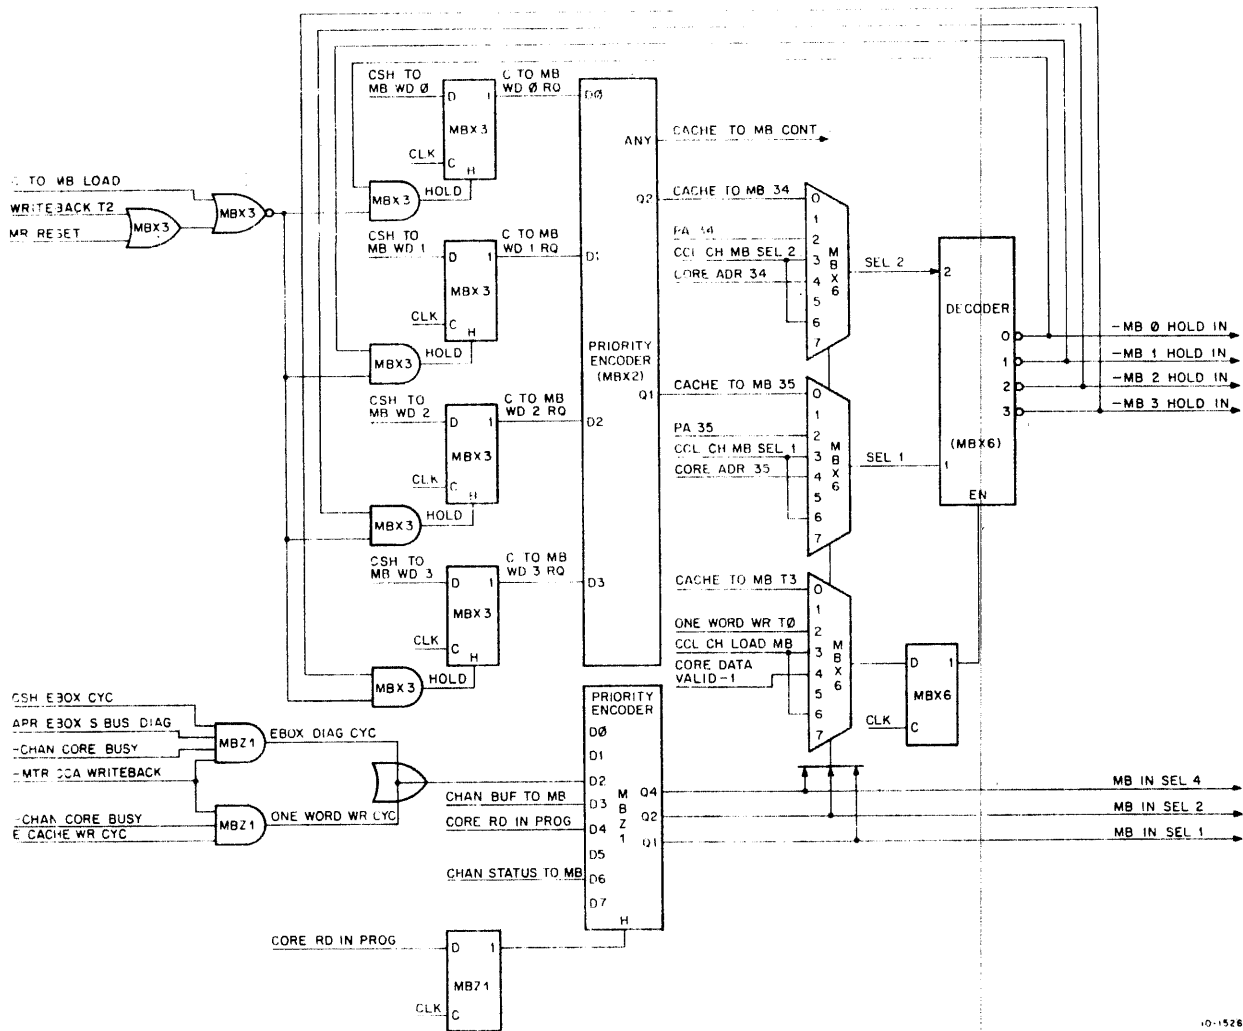 CSH TO
MB WD Ø
C TO MB
WD Ø RQ
D 1
MBX3
CLK C
H
HOLD
MBX3
C TO MB LOAD
WRITEBACK T2
MR RESET
MBX3
MBX3
CSH TO
MB WD 1
C TO MB
WD 1 RQ
D 1
MBX3
CLK C
H
HOLD
MBX3
CSH TO
MB WD 2
C TO MB
WD 2 RQ
D 1
MBX3
CLK C
H
HOLD
MBX3
CSH TO
MB WD 3
C TO MB
WD 3 RQ
D 1
MBX3
CLK C
H
HOLD
MBX3
DØ
D1
D2
D3
PRIORITY
ENCODER
(MBX2)
ANY
Q2
Q1
CACHE TO MB CONT
CACHE TO MB 34
PA 34
CCL CH MB SEL 2
CORE ADR 34
0
1
2
3
4
5
6
7
MBX6
SEL 2
CACHE TO MB 35
PA 35
CCL CH MB SEL 1
CORE ADR 35
0
1
2
3
4
5
6
7
MBX6
SEL 1
CACHE TO MB T3
ONE WORD WR TØ
CCL CH LOAD MB
CORE DATA
VALID-1
0
1
2
3
4
5
6
7
MBX6
D 1
MBX6
CLK C
2
DECODER
0
1
2
3
(MBX6)
1
EN
-MB Ø HOLD IN
-MB 1 HOLD IN
-MB 2 HOLD IN
-MB 3 HOLD IN
CSH EBOX CYC
APR EBOX S BUS DIAG
-CHAN CORE BUSY
-MTR CCA WRITEBACK
-CHAN CORE BUSY
E CACHE WR CYC
MBZ1
EBOX DIAG CYC
MBZ1
ONE WORD WR CYC
CHAN BUF TO MB
CORE RD IN PROG
CHAN STATUS TO MB
PRIORITY
ENCODER
DØ
D1
D2
D3
D4
D5
D6
D7
MBZ1
H
Q4
Q2
Q1
MB IN SEL 4
MB IN SEL 2
MB IN SEL 1
CORE RD IN PROG
D 1
MBZ1
CLK C
10-1526